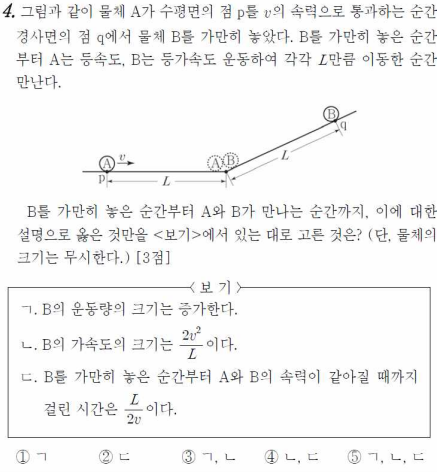 4. 그림과 같이 물체 A가 수평면의 점 p를 v의 속력으로 통과하는 순간
경사면의 점 q에서 물체 B를 가만히 놓았다. B를 가만히 놓은 순간
부터 A는 등속도, B는 등가속도 운동하여 각각 L만큼 이동한 순간
만난다.
A v A B B
p q
L L
B를 가만히 놓은 순간부터 A와 B가 만나는 순간까지, 이에 대한
설명으로 옳은 것만을 <보기>에서 있는 대로 고른 것은? (단, 물체의
크기는 무시한다.) [3점]
<보 기>
ㄱ. B의 운동량의 크기는 증가한다.
ㄴ. B의 가속도의 크기는 2v²/L 이다.
ㄷ. B를 가만히 놓은 순간부터 A와 B의 속력이 같아질 때까지
걸린 시간은 L/2v 이다.
① ㄱ ② ㄷ ③ ㄱ, ㄴ ④ ㄴ, ㄷ ⑤ ㄱ, ㄴ, ㄷ